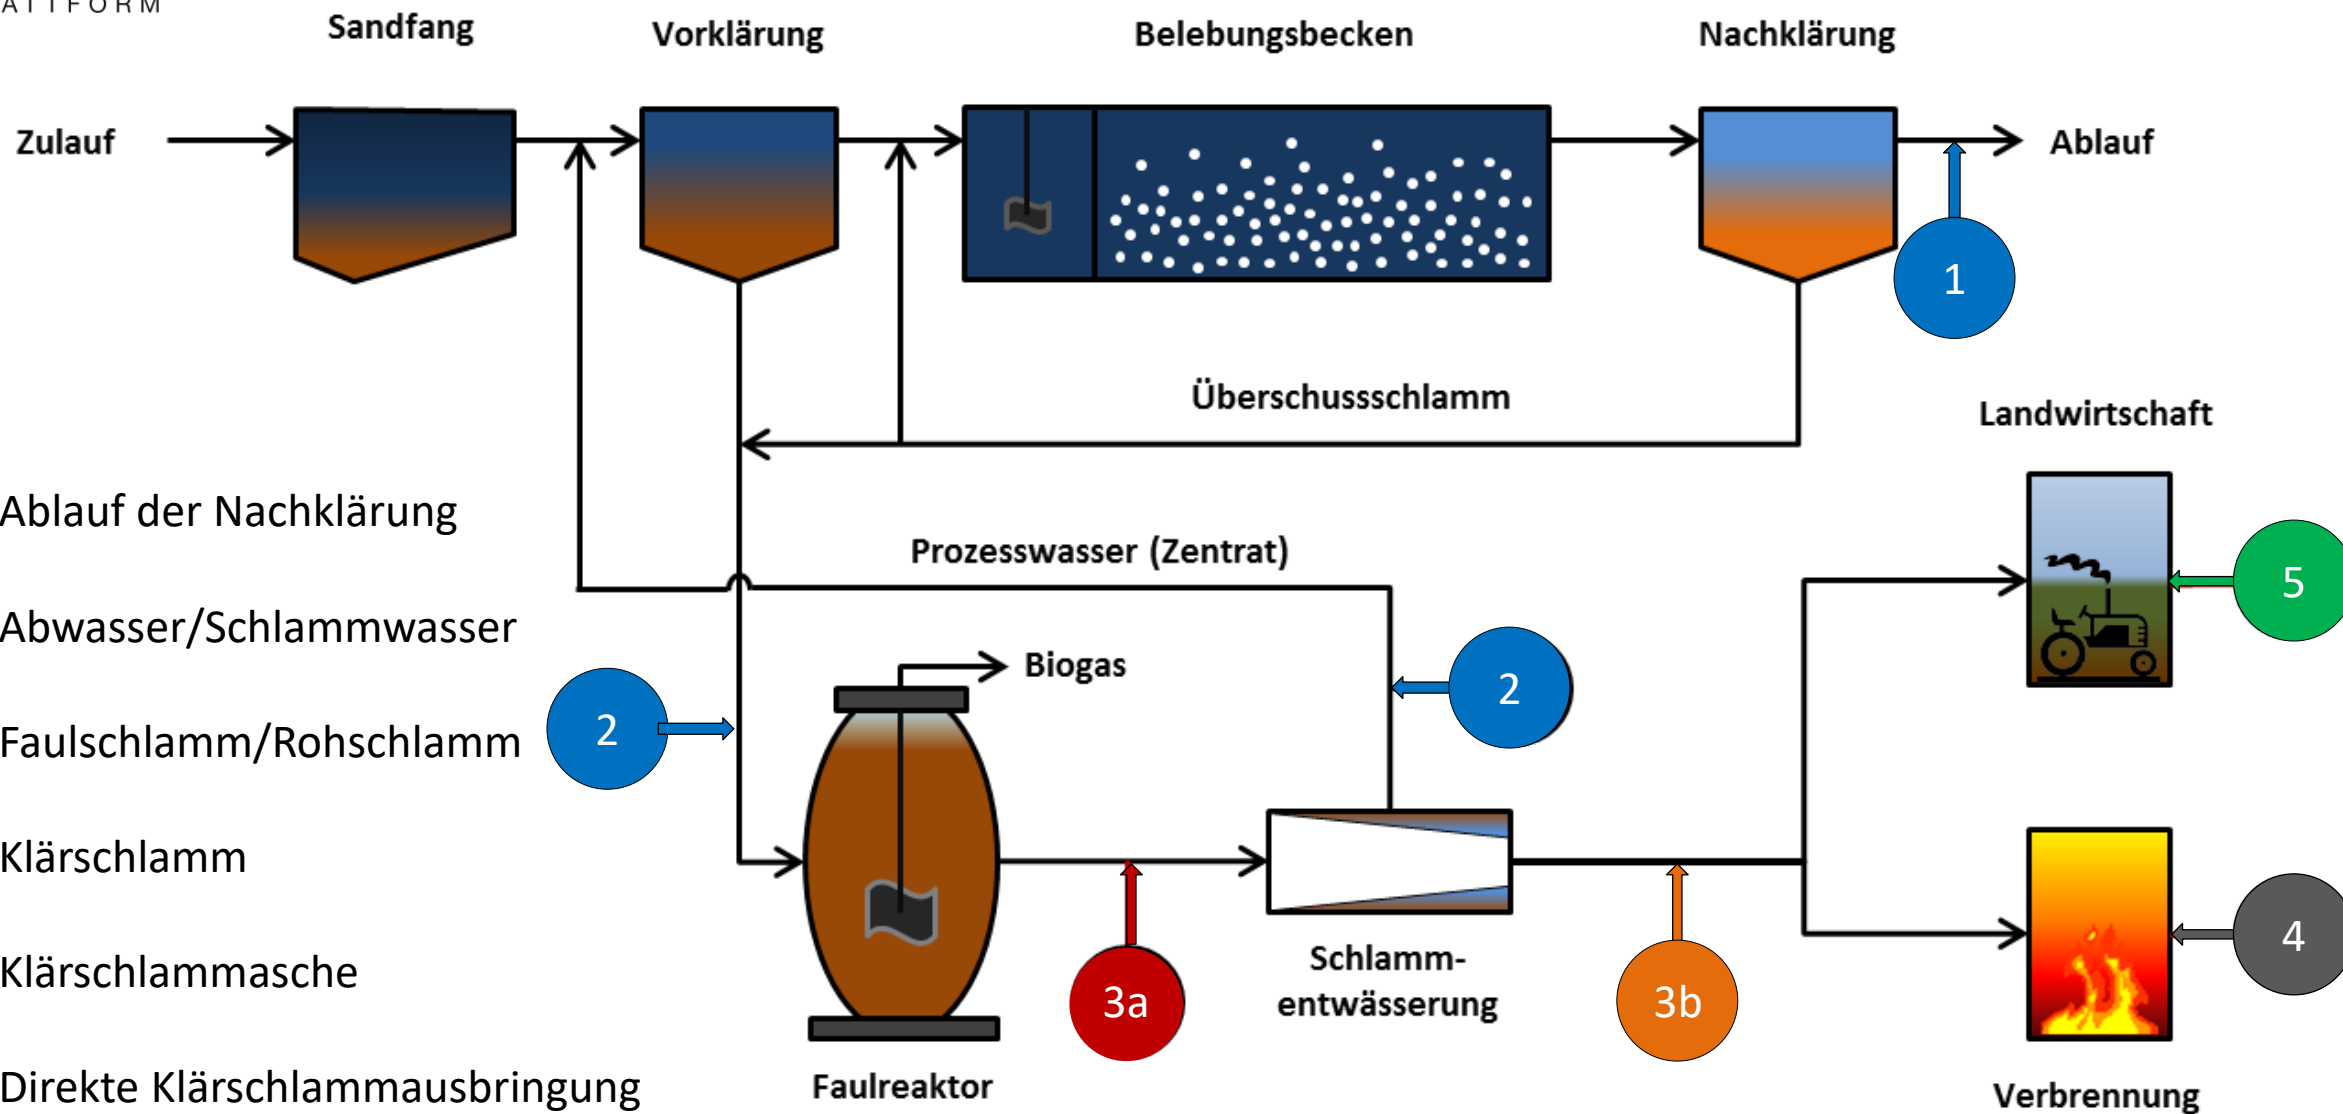 ATTFORM
Sandfang
Vorklärung
Belebungsbecken
Nachklärung
Zulauf
Ablauf
1
Überschussschlamm
Landwirtschaft
Ablauf der Nachklärung
Prozesswasser (Zentrat)
5
Abwasser/Schlammwasser
Biogas
2
2
Faulschlamm/Rohschlamm
Klärschlamm
4
Klärschlammasche
Schlamm-
entwässerung
3a
3b
Direkte Klärschlammausbringung
Faulreaktor
Verbrennung